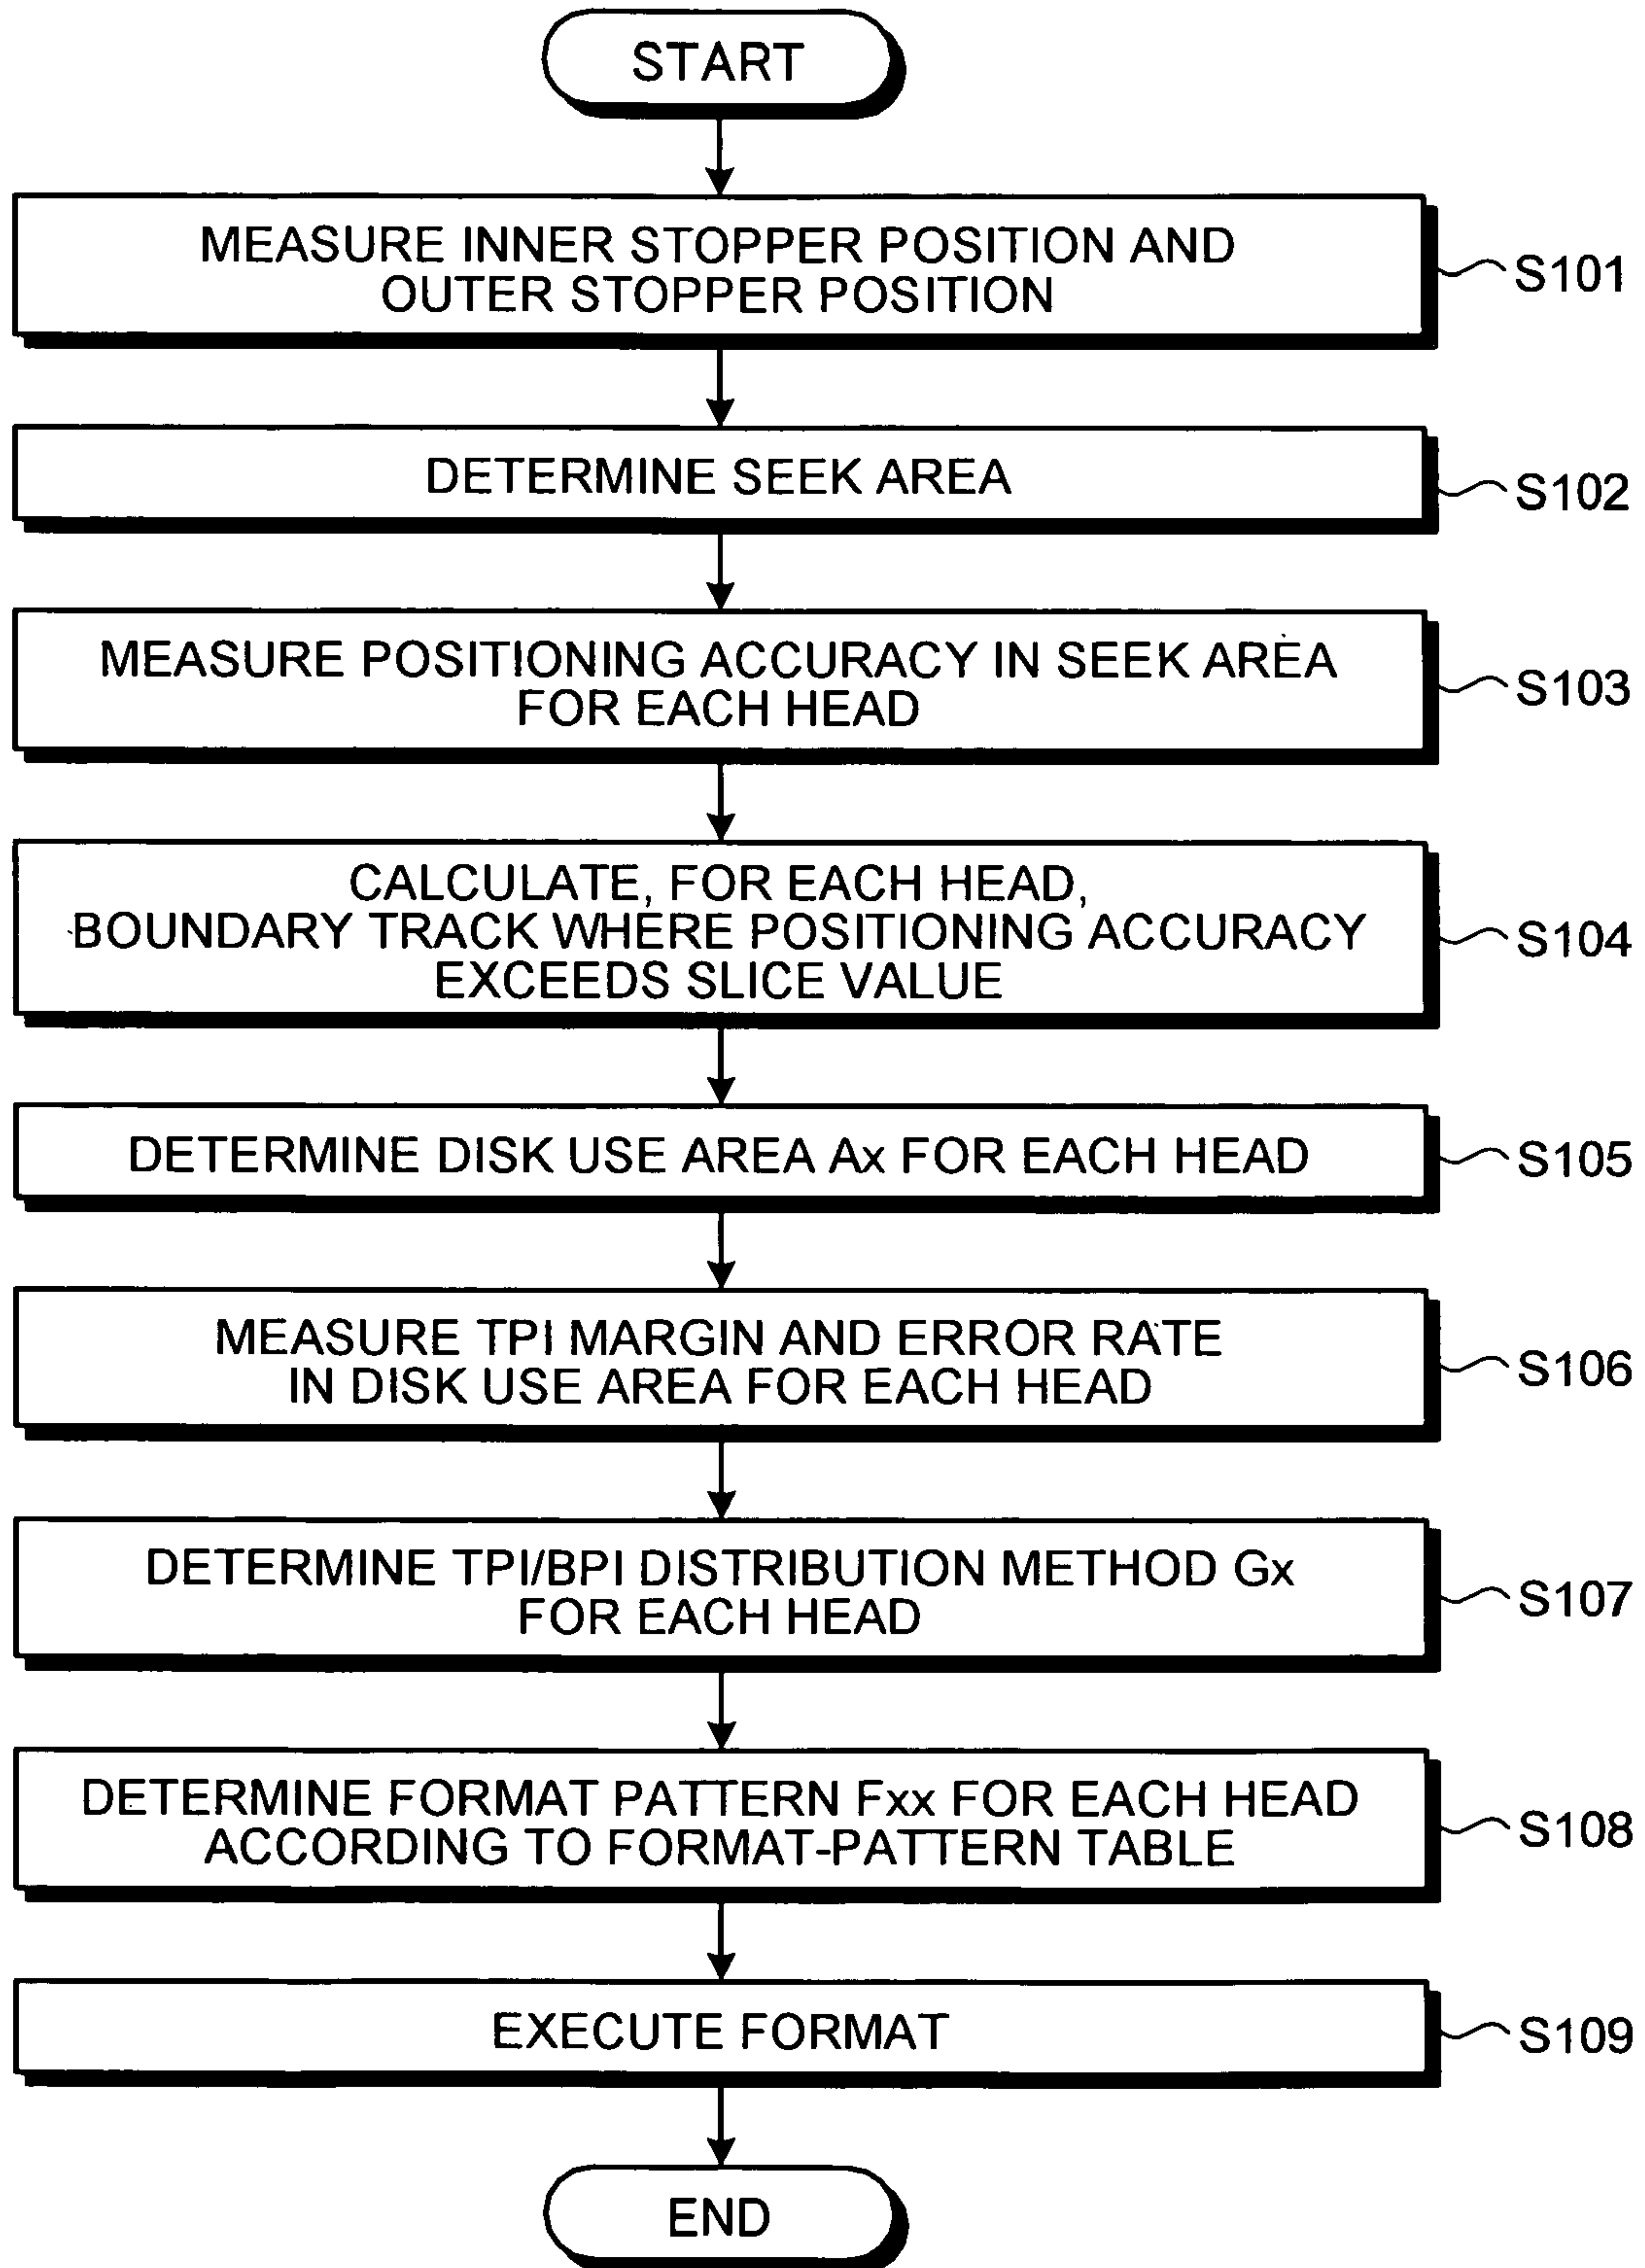 START
MEASURE INNER STOPPER POSITION AND
OUTER STOPPER POSITION
S101
DETERMINE SEEK AREA
S102
MEASURE POSITIONING ACCURACY IN SEEK AREA
FOR EACH HEAD
S103
CALCULATE, FOR EACH HEAD,
BOUNDARY TRACK WHERE POSITIONING ACCURACY
EXCEEDS SLICE VALUE
S104
DETERMINE DISK USE AREA Ax FOR EACH HEAD
S105
MEASURE TPI MARGIN AND ERROR RATE
IN DISK USE AREA FOR EACH HEAD
S106
DETERMINE TPI/BPI DISTRIBUTION METHOD Gx
FOR EACH HEAD
S107
DETERMINE FORMAT PATTERN Fxx FOR EACH HEAD
ACCORDING TO FORMAT-PATTERN TABLE
S108
EXECUTE FORMAT
S109
END